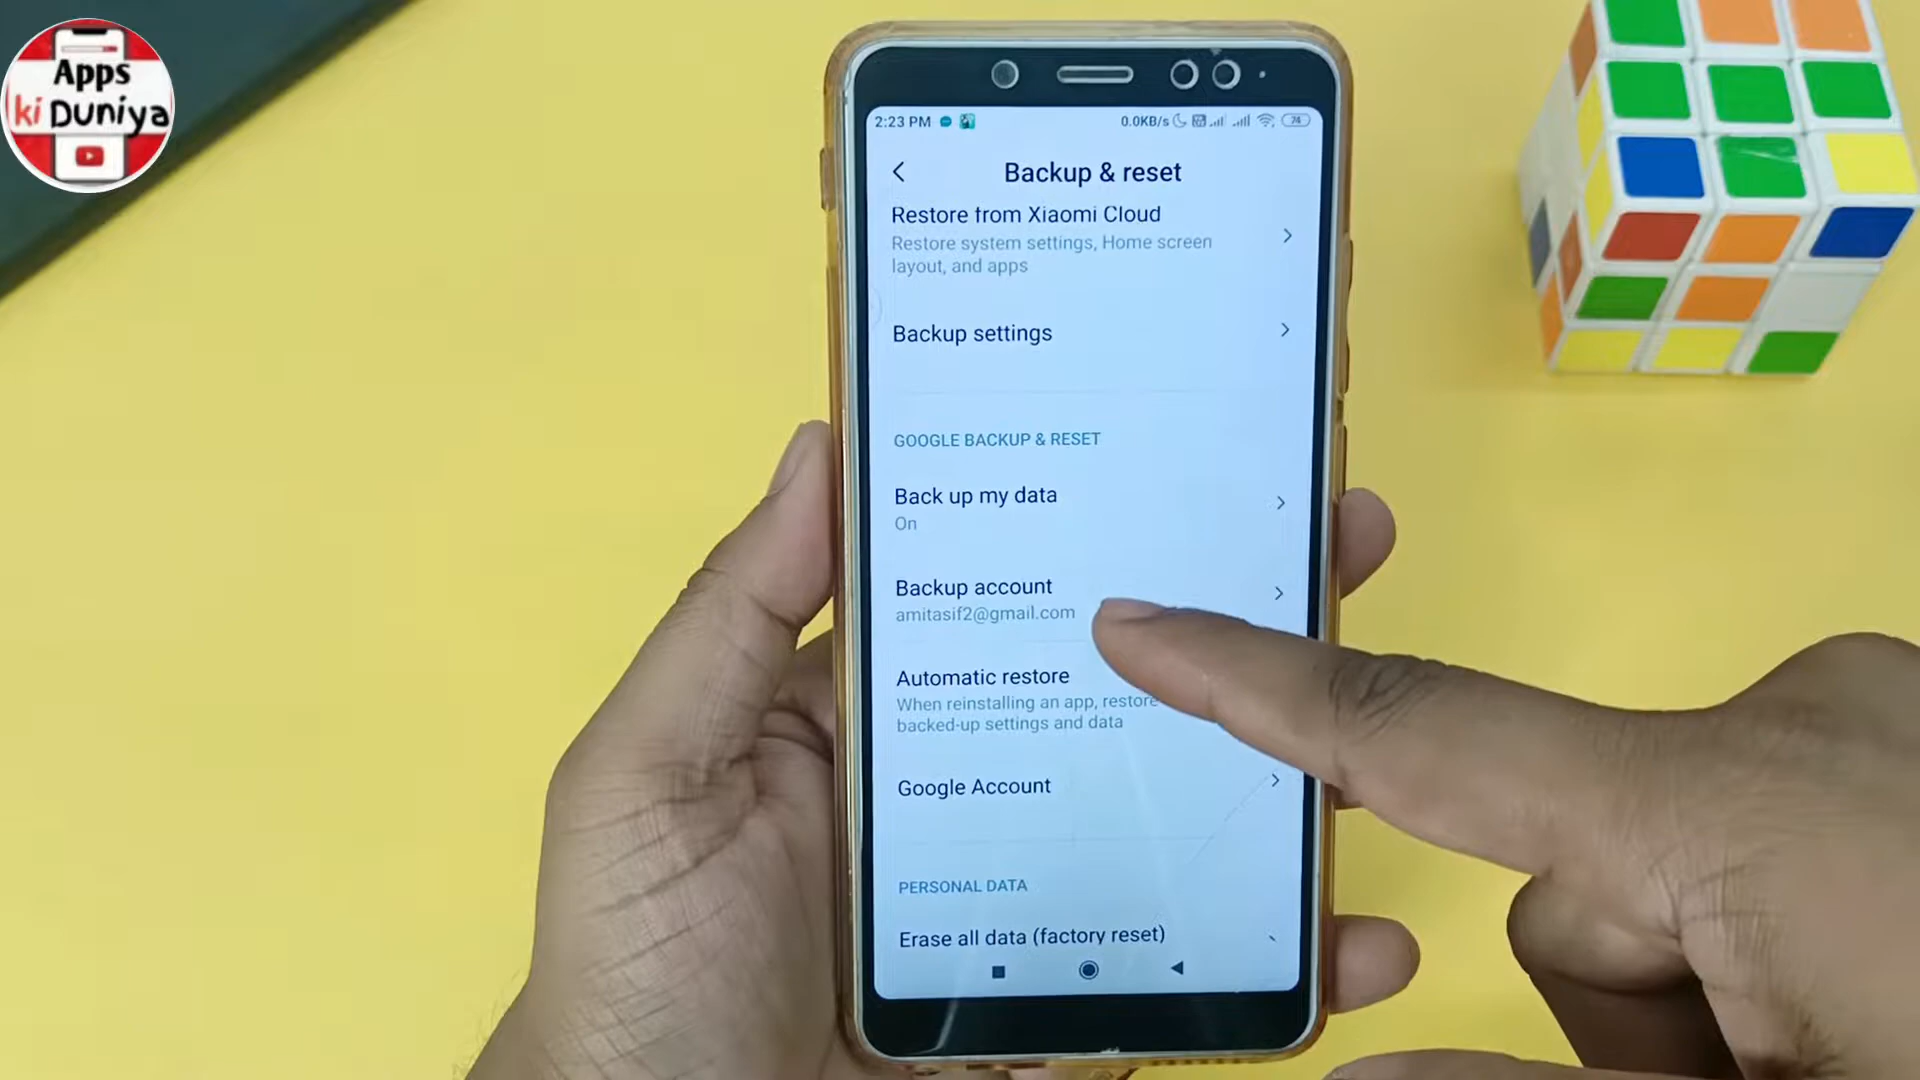 Apps
ki Duniya
2:23 PM
0.0KB/s
74
Backup & reset
Restore from Xiaomi Cloud
Restore system settings, Home screen
layout, and apps
Backup settings
GOOGLE BACKUP & RESET
Back up my data
On
Backup account
amitasif2@gmail.com
Automatic restore
When reinstalling an app, restore
backed-up settings and data
Google Account
PERSONAL DATA
Erase all data (factory reset)